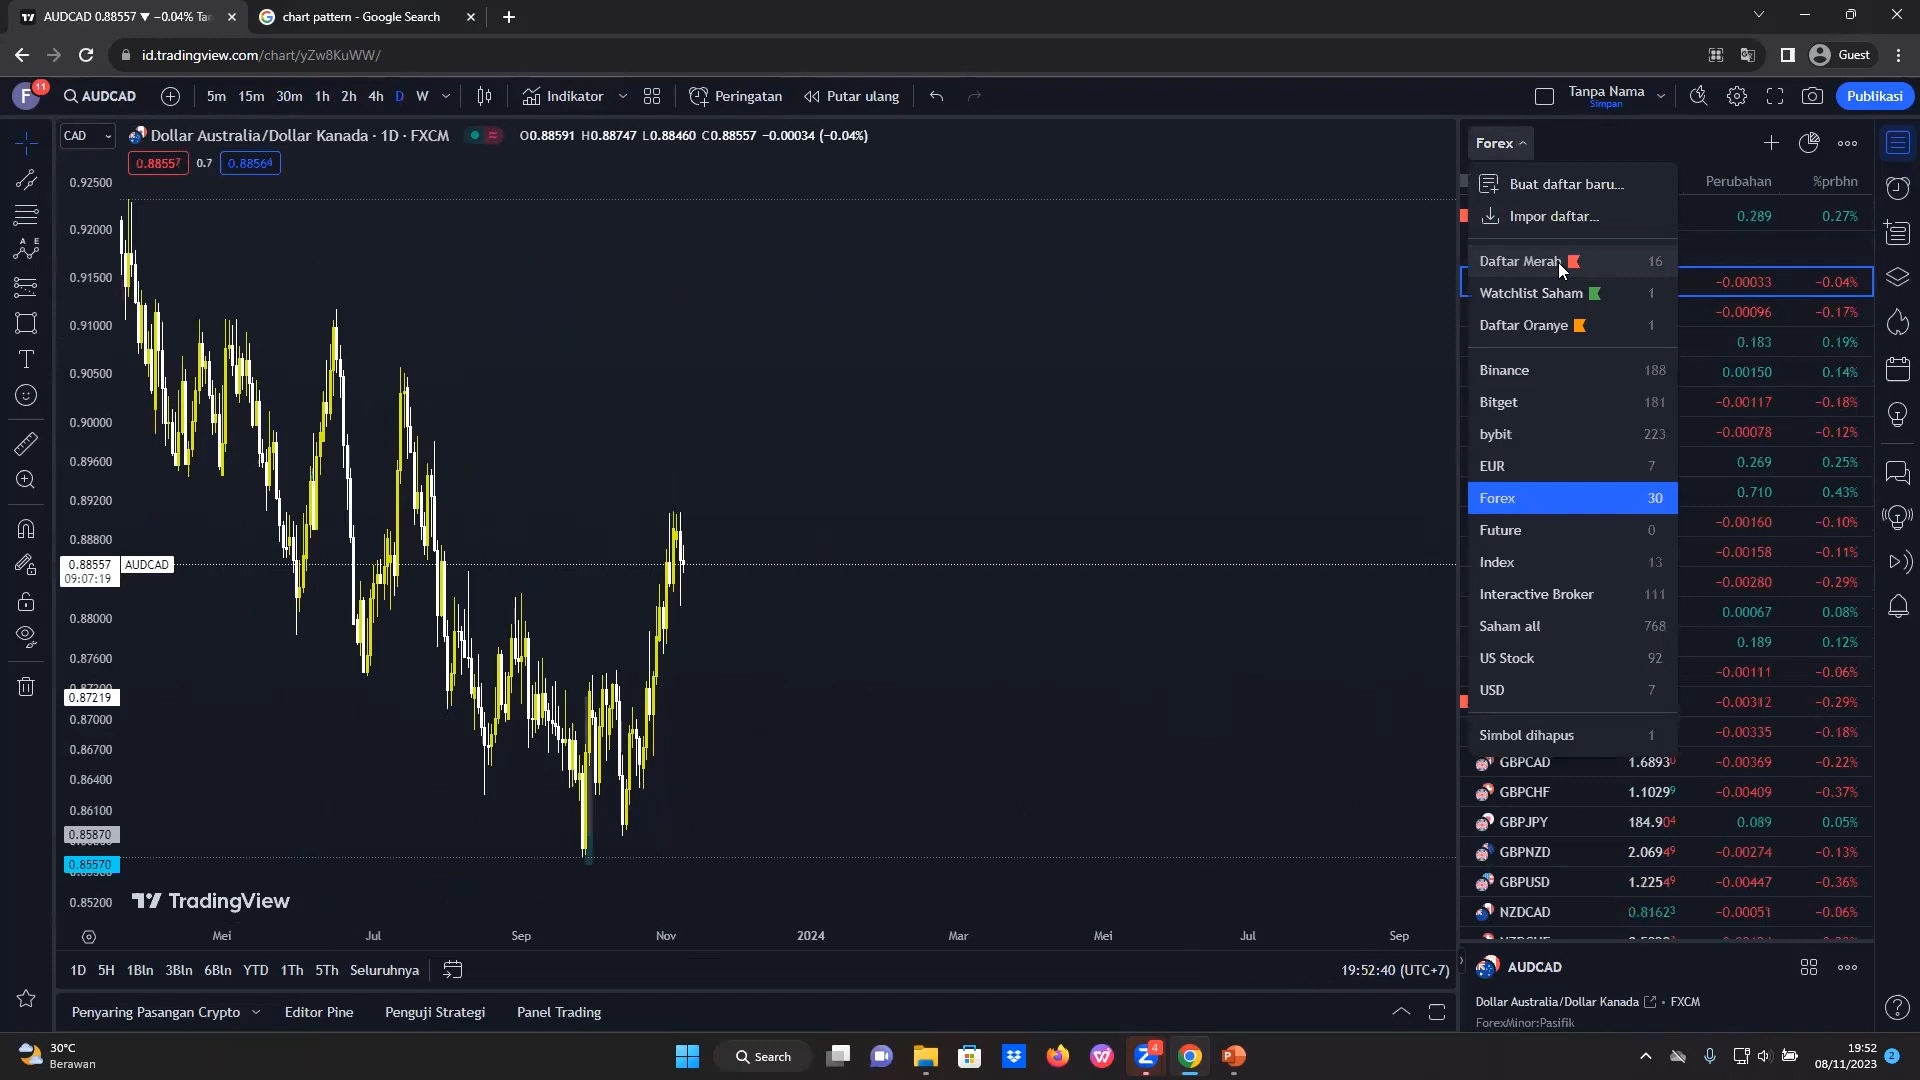 AUDCAD 0.88557 ▼ −0.04% Ta
chart pattern - Google Search
id.tradingview.com/chart/yZw8KuWW/
Guest
F
11
AUDCAD
5m 15m 30m 1h 2h 4h D W
Indikator
Peringatan
Putar ulang
Tanpa Nama
Simpan
Publikasi
CAD
Dollar Australia/Dollar Kanada · 1D · FXCM
O0.88591 H0.88747 L0.88460 C0.88557 −0.00034 (−0.04%)
0.88557 0.7 0.88564
0.92500
0.92000
0.91500
0.91000
0.90500
0.90000
0.89600
0.89200
0.88800
0.88557 AUDCAD
09:07:19
0.88000
0.87600
0.87219
0.87000
0.86700
0.86400
0.86100
0.85870
0.85570
0.85200
TradingView
Mei Jul Sep Nov 2024 Mar Mei Jul Sep
1D 5H 1Bln 3Bln 6Bln YTD 1Th 5Th Seluruhnya
19:52:40 (UTC+7)
Penyaring Pasangan Crypto Editor Pine Penguji Strategi Panel Trading
Forex
Buat daftar baru...
Impor daftar...
Daftar Merah 16
Watchlist Saham 1
Daftar Oranye 1
Binance 188
Bitget 181
bybit 223
EUR 7
Forex 30
Future 0
Index 13
Interactive Broker 111
Saham all 768
US Stock 92
USD 7
Simbol dihapus 1
Perubahan %prbhn
0.289 0.27%
−0.00033 −0.04%
−0.00096 −0.17%
0.183 0.19%
0.00150 0.14%
−0.00117 −0.18%
−0.00078 −0.12%
0.269 0.25%
0.710 0.43%
−0.00160 −0.10%
−0.00158 −0.11%
−0.00280 −0.29%
0.00067 0.08%
0.189 0.12%
−0.00111 −0.06%
−0.00312 −0.29%
−0.00335 −0.18%
GBPCAD 1.68930 −0.00369 −0.22%
GBPCHF 1.10299 −0.00409 −0.37%
GBPJPY 184.904 0.089 0.05%
GBPNZD 2.06949 −0.00274 −0.13%
GBPUSD 1.22549 −0.00447 −0.36%
NZDCAD 0.81623 −0.00051 −0.06%
AUDCAD
Dollar Australia/Dollar Kanada • FXCM
ForexMinor:Pasifik
30°C
Berawan
Search
4
19:52
08/11/2023
2